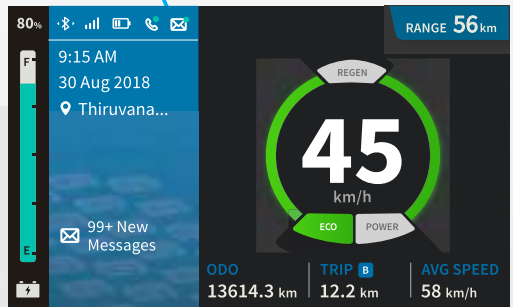 80%
RANGE 56 km
F
9:15 AM
30 Aug 2018
Thiruvana...
REGEN
45
km/h
99+ New
Messages
ECO
POWER
E
ODO
TRIP B
AVG SPEED
13614.3 km
12.2 km
58 km/h